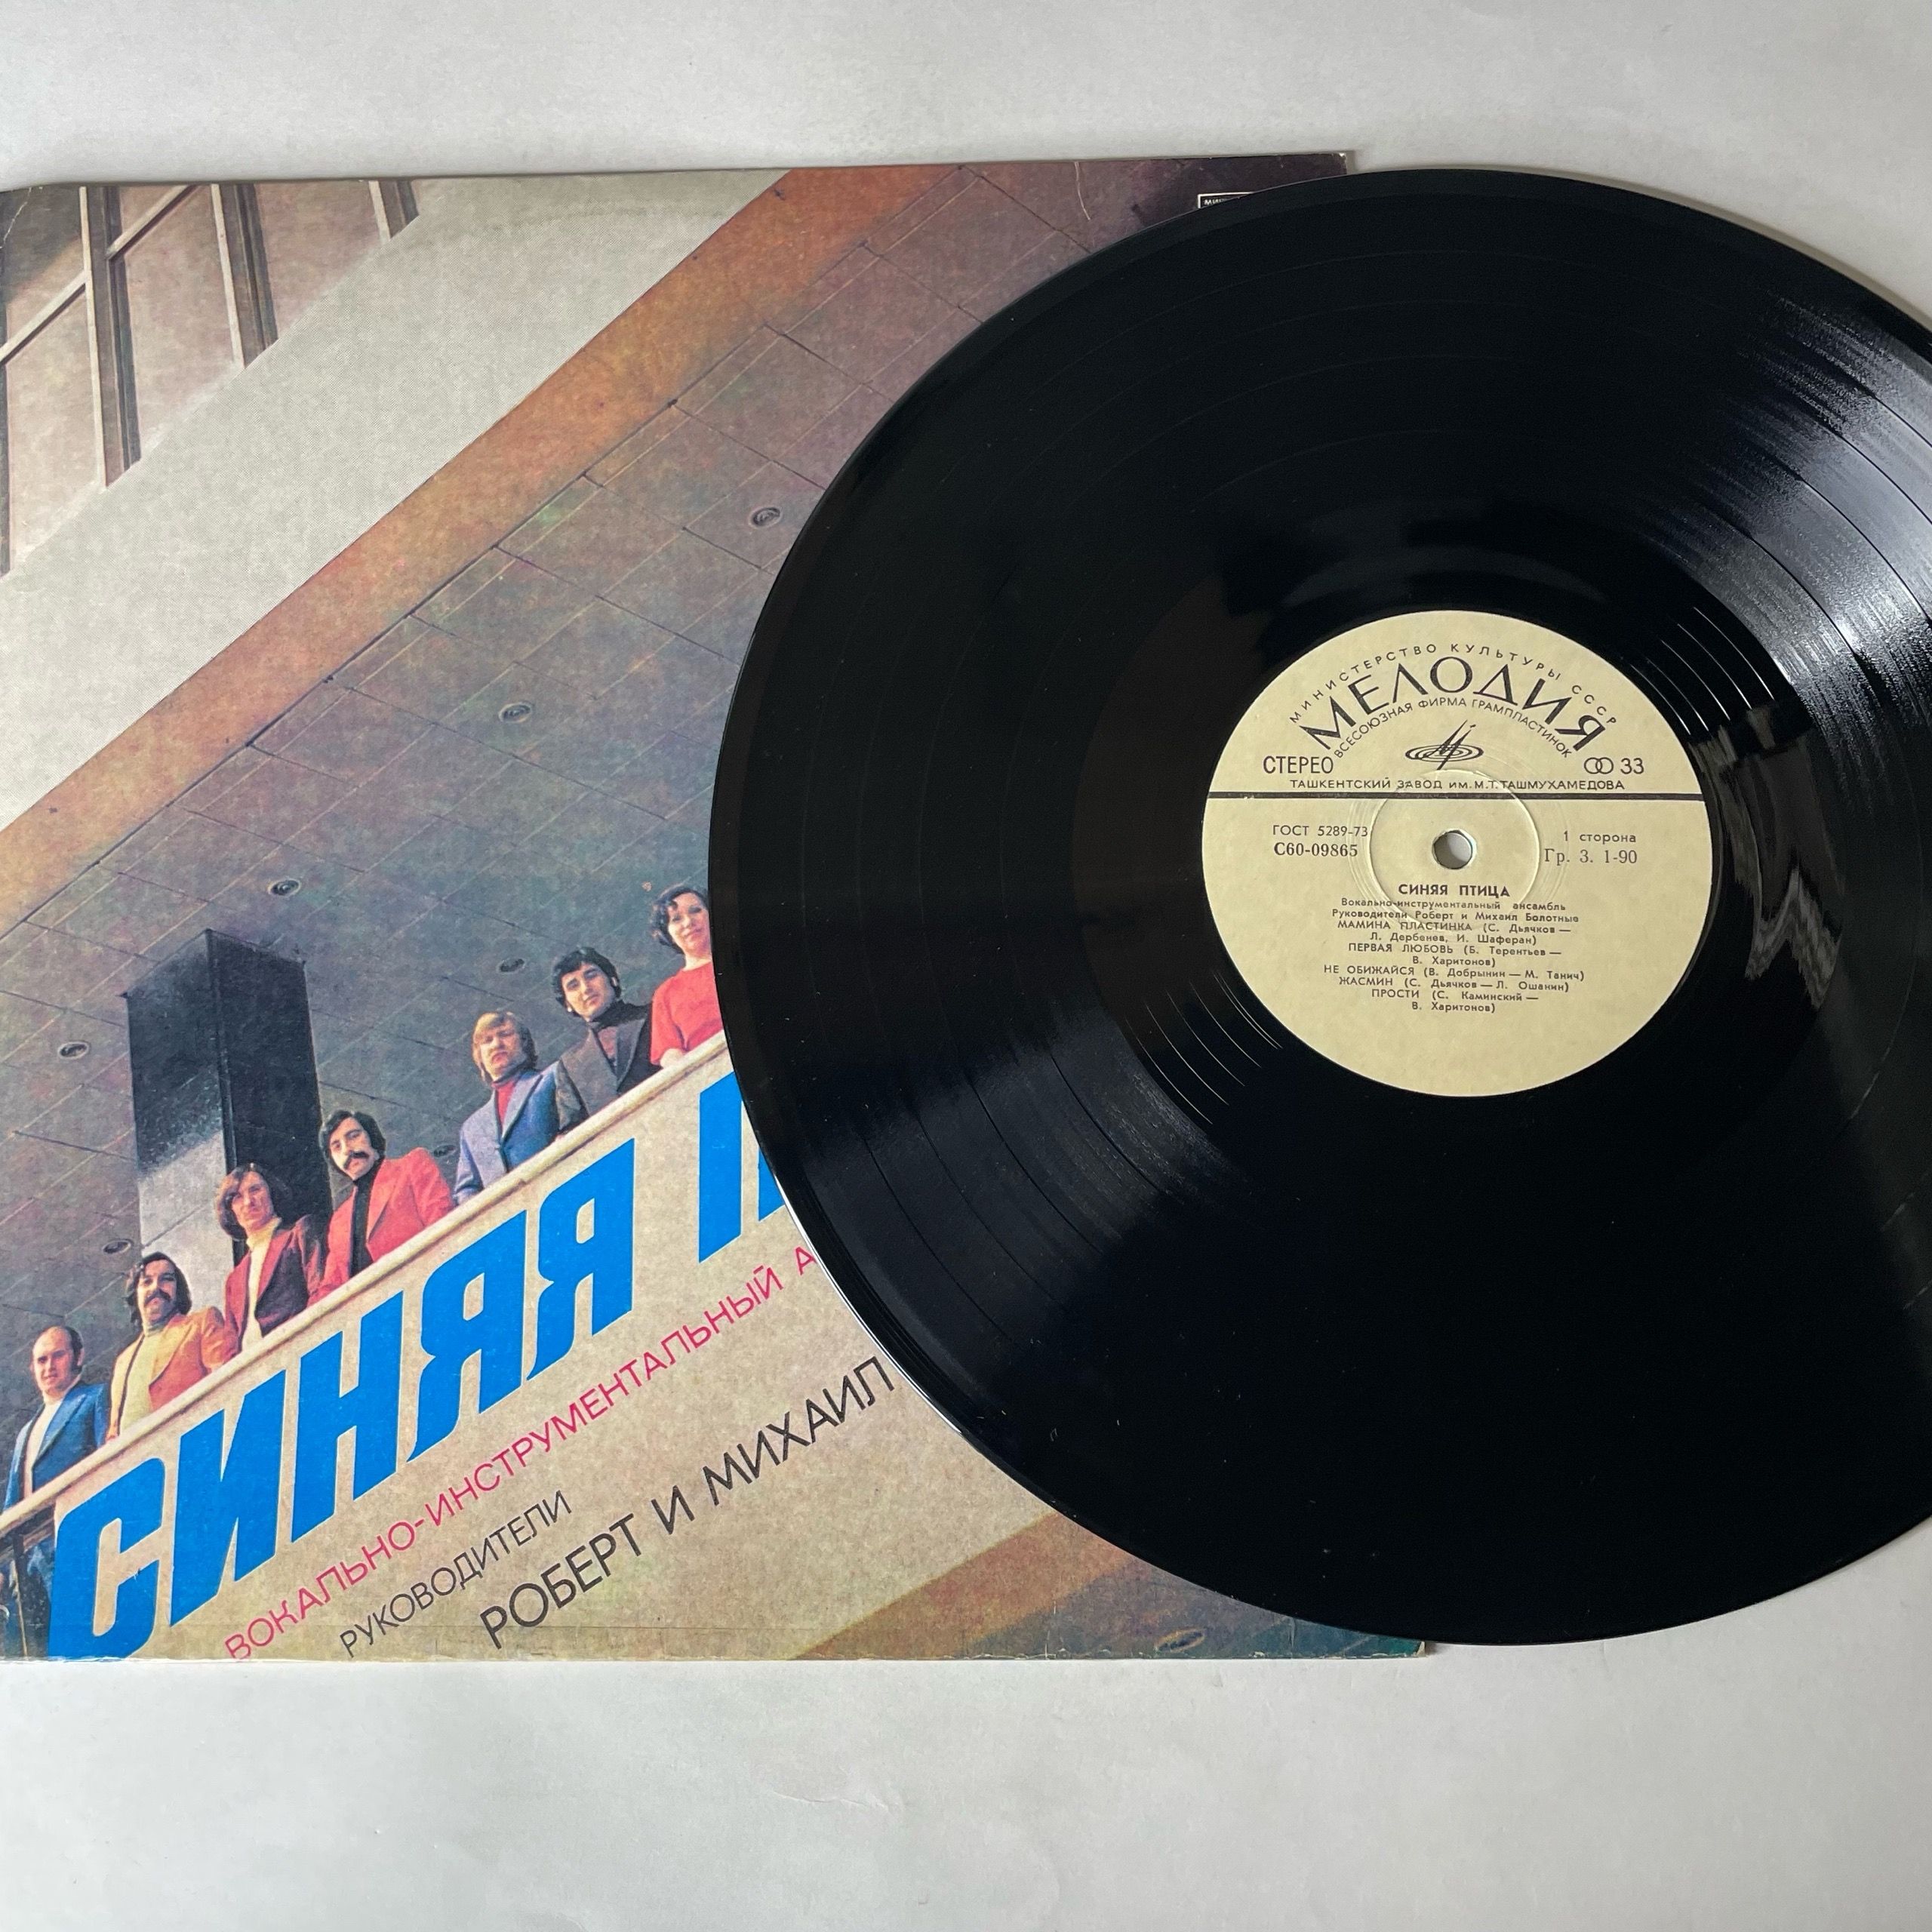 СИНЯЯ
ВОКАЛЬНО-ИНСТРУМЕНТАЛЬНЫЙ А
РУКОВОДИТЕЛИ
РОБЕРТ И МИХАИЛ
МИНИСТЕРСТВО КУЛЬТУРЫ СССР
МЕЛОДИЯ
ВСЕСОЮЗНАЯ ФИРМА ГРАМПЛАСТИНОК
СТЕРЕО 33
ТАШКЕНТСКИЙ ЗАВОД ИМ. М.Т. ТАШМУХАМЕДОВА
ГОСТ 5289-73 1 сторона
С60-09865 Гр. 3. 1-90
СИНЯЯ ПТИЦА
Вокально-инструментальный ансамбль
Руководители Роберт и Михаил Болотные
МАМИНА ПЛАСТИНКА (С. Дьячков —
Л. Дербенев, И. Шаферан)
ПЕРВАЯ ЛЮБОВЬ (Б. Терентьев —
В. Харитонов)
НЕ ОБИЖАЙСЯ (В. Добрынин — М. Танич)
ЖАСМИН (С. Дьячков — Л. Ошанин)
ПРОСТИ (С. Каминский —
В. Харитонов)